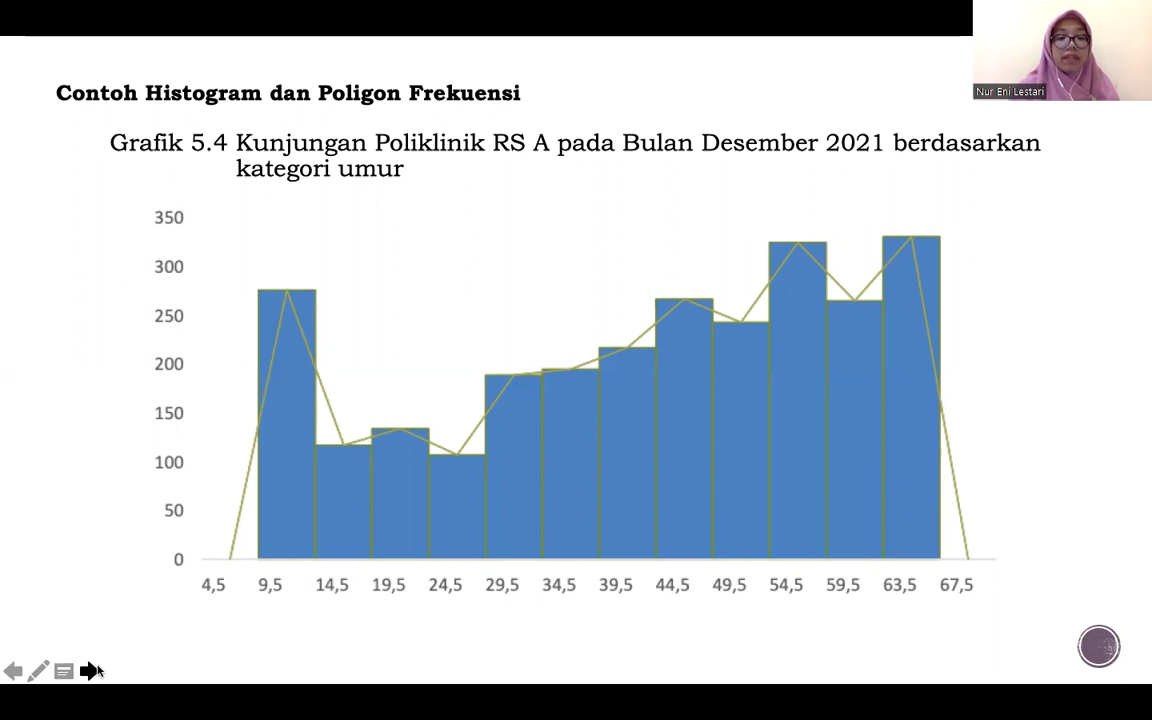 Nur Eni Lestari
Contoh Histogram dan Poligon Frekuensi
Grafik 5.4 Kunjungan Poliklinik RS A pada Bulan Desember 2021 berdasarkan
kategori umur
350
300
250
200
150
100
50
0
4,5 9,5 14,5 19,5 24,5 29,5 34,5 39,5 44,5 49,5 54,5 59,5 63,5 67,5